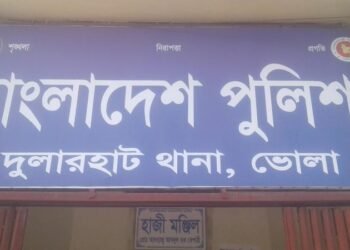 শৃঙ্খলা নিরাপত্তা প্রগতি
বাংলাদেশ পুলিশ
দুলারহাট থানা, ভোলা
হাজী মঞ্জিল